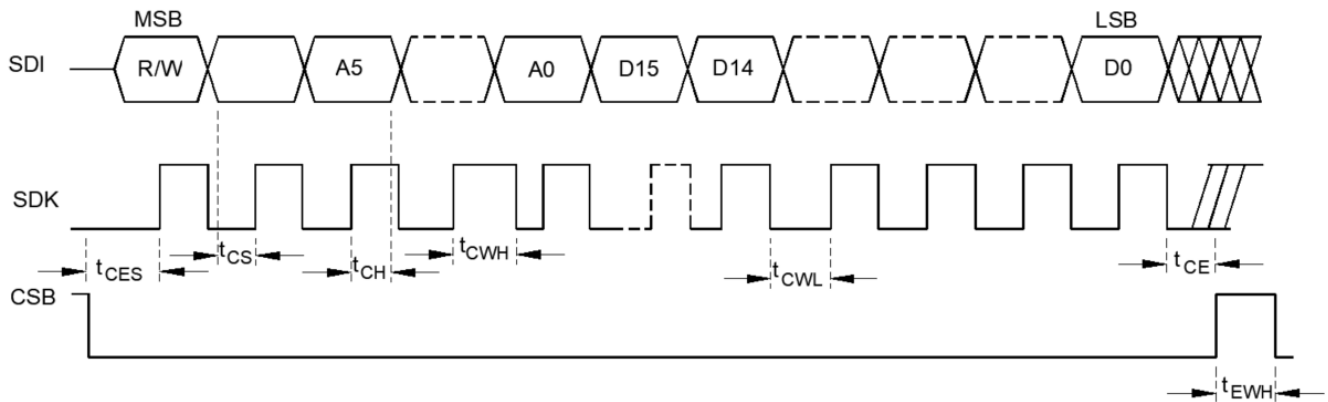 MSB LSB
SDI R/W A5 A0 D15 D14 D0
SDK
tCES tCS tCH tCWH tCWL tCE
CSB
tEWH